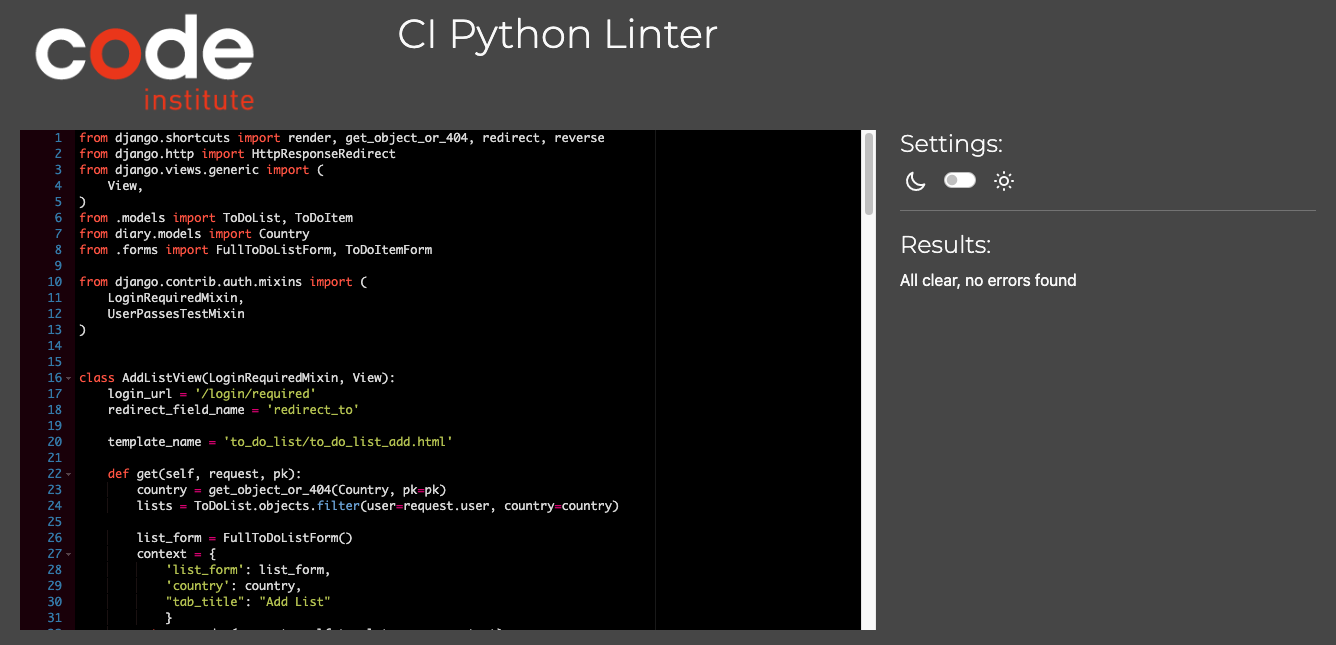 code
institute
CI Python Linter
1 from django.shortcuts import render, get_object_or_404, redirect, reverse
2 from django.http import HttpResponseRedirect
3 from django.views.generic import (
4     View,
5 )
6 from .models import ToDoList, ToDoItem
7 from diary.models import Country
8 from .forms import FullToDoListForm, ToDoItemForm
9
10 from django.contrib.auth.mixins import (
11     LoginRequiredMixin,
12     UserPassesTestMixin
13 )
14
15
16 class AddListView(LoginRequiredMixin, View):
17     login_url = '/login/required'
18     redirect_field_name = 'redirect_to'
19
20     template_name = 'to_do_list/to_do_list_add.html'
21
22     def get(self, request, pk):
23         country = get_object_or_404(Country, pk=pk)
24         lists = ToDoList.objects.filter(user=request.user, country=country)
25
26         list_form = FullToDoListForm()
27         context = {
28             'list_form': list_form,
29             'country': country,
30             "tab_title": "Add List"
31             }
Settings:
Results:
All clear, no errors found